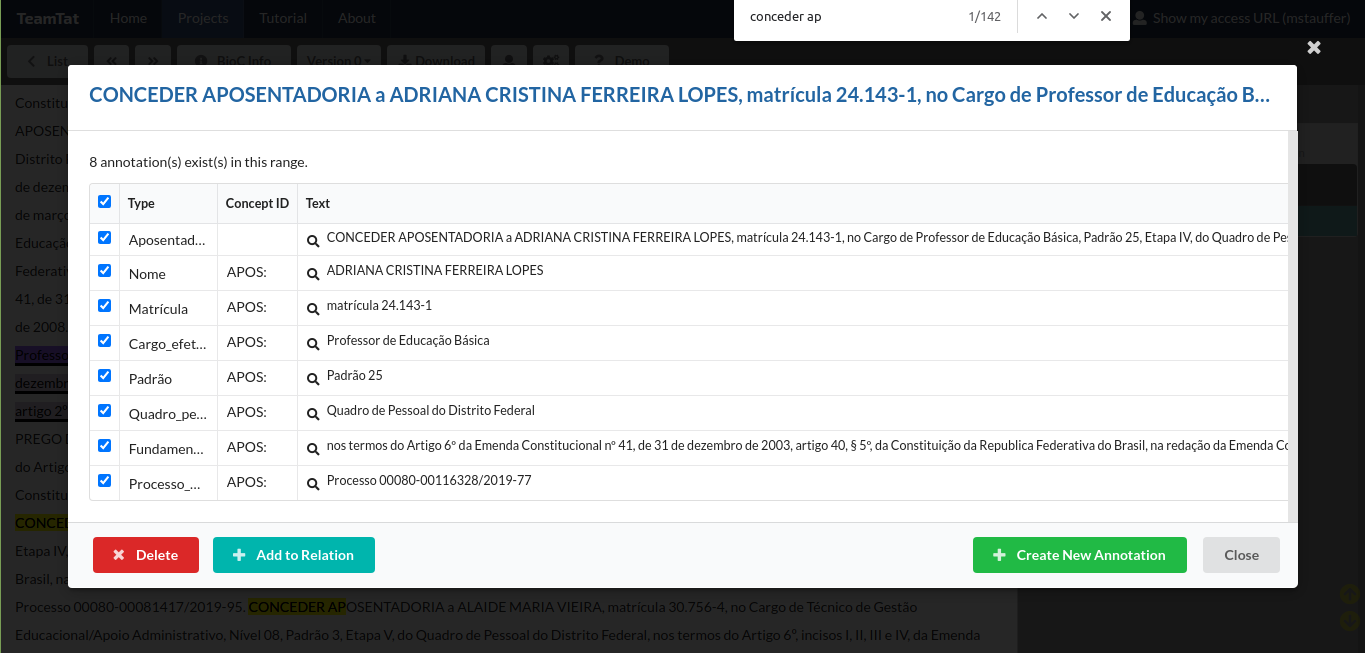 TeamTat Home Projects Tutorial About conceder ap 1/142 Show my access URL (mstauffer)
List BioC Info Version 0 Download Demo
CONCEDER APOSENTADORIA a ADRIANA CRISTINA FERREIRA LOPES, matrícula 24.143-1, no Cargo de Professor de Educação B...
Constitu
APOSEN
Distrito
de dezem
de março
Educaçã
Federati
41, de 31
de 2008.
Professo
dezembr
artigo 2º
PREGO
do Artigo
Constitu
CONCED
Etapa IV,
Brasil, na
8 annotation(s) exist(s) in this range.
Type Concept ID Text
Aposentad... CONCEDER APOSENTADORIA a ADRIANA CRISTINA FERREIRA LOPES, matrícula 24.143-1, no Cargo de Professor de Educação Básica, Padrão 25, Etapa IV, do Quadro de Pes
Nome APOS: ADRIANA CRISTINA FERREIRA LOPES
Matrícula APOS: matrícula 24.143-1
Cargo_efet... APOS: Professor de Educação Básica
Padrão APOS: Padrão 25
Quadro_pe... APOS: Quadro de Pessoal do Distrito Federal
Fundamen... APOS: nos termos do Artigo 6º da Emenda Constitucional nº 41, de 31 de dezembro de 2003, artigo 40, § 5º, da Constituição da Republica Federativa do Brasil, na redação da Emenda Co
Processo_... APOS: Processo 00080-00116328/2019-77
Delete Add to Relation Create New Annotation Close
Processo 00080-00081417/2019-95. CONCEDER APOSENTADORIA a ALAIDE MARIA VIEIRA, matrícula 30.756-4, no Cargo de Técnico de Gestão
Educacional/Apoio Administrativo, Nível 08, Padrão 3, Etapa V, do Quadro de Pessoal do Distrito Federal, nos termos do Artigo 6º, incisos I, II, III e IV, da Emenda